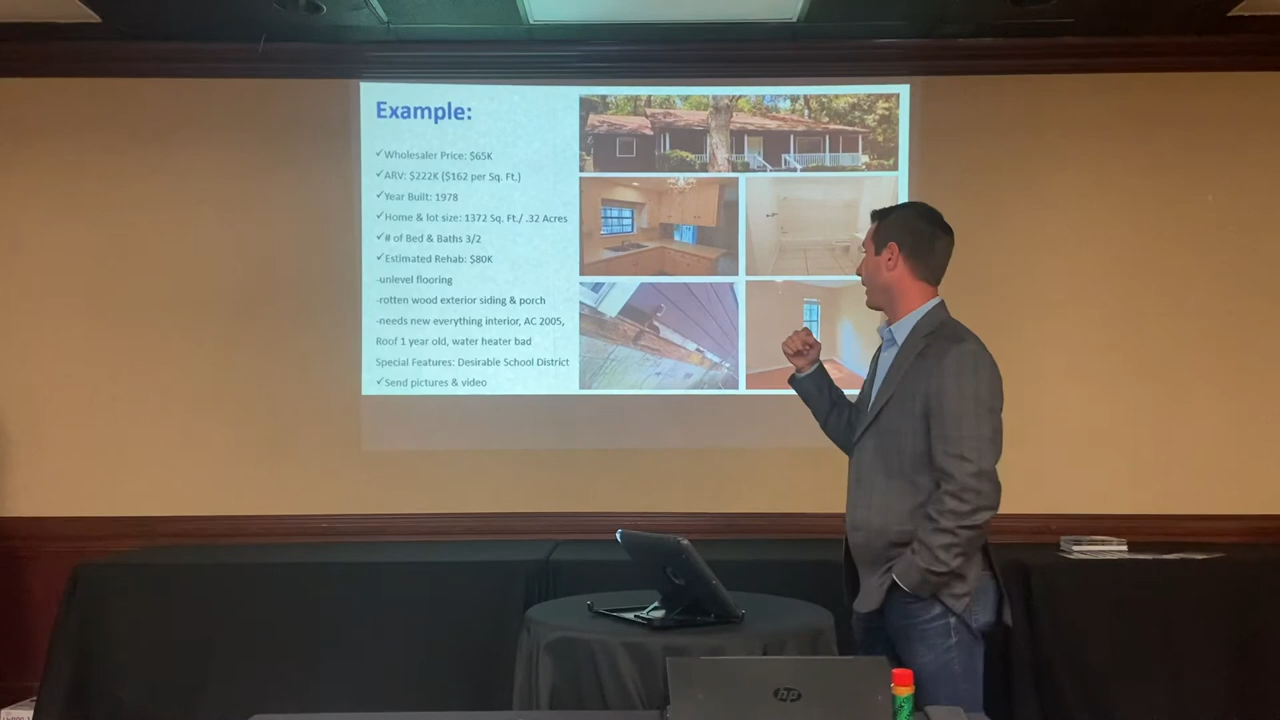 Example:
✓Wholesaler Price: $65K
✓ARV: $222K ($162 per Sq. Ft.)
✓Year Built: 1978
✓Home & lot size: 1372 Sq. Ft./ .32 Acres
✓# of Bed & Baths 3/2
✓Estimated Rehab: $80K
-unlevel flooring
-rotten wood exterior siding & porch
-needs new everything interior, AC 2005,
Roof 1 year old, water heater bad
Special Features: Desirable School District
✓Send pictures & video
hp